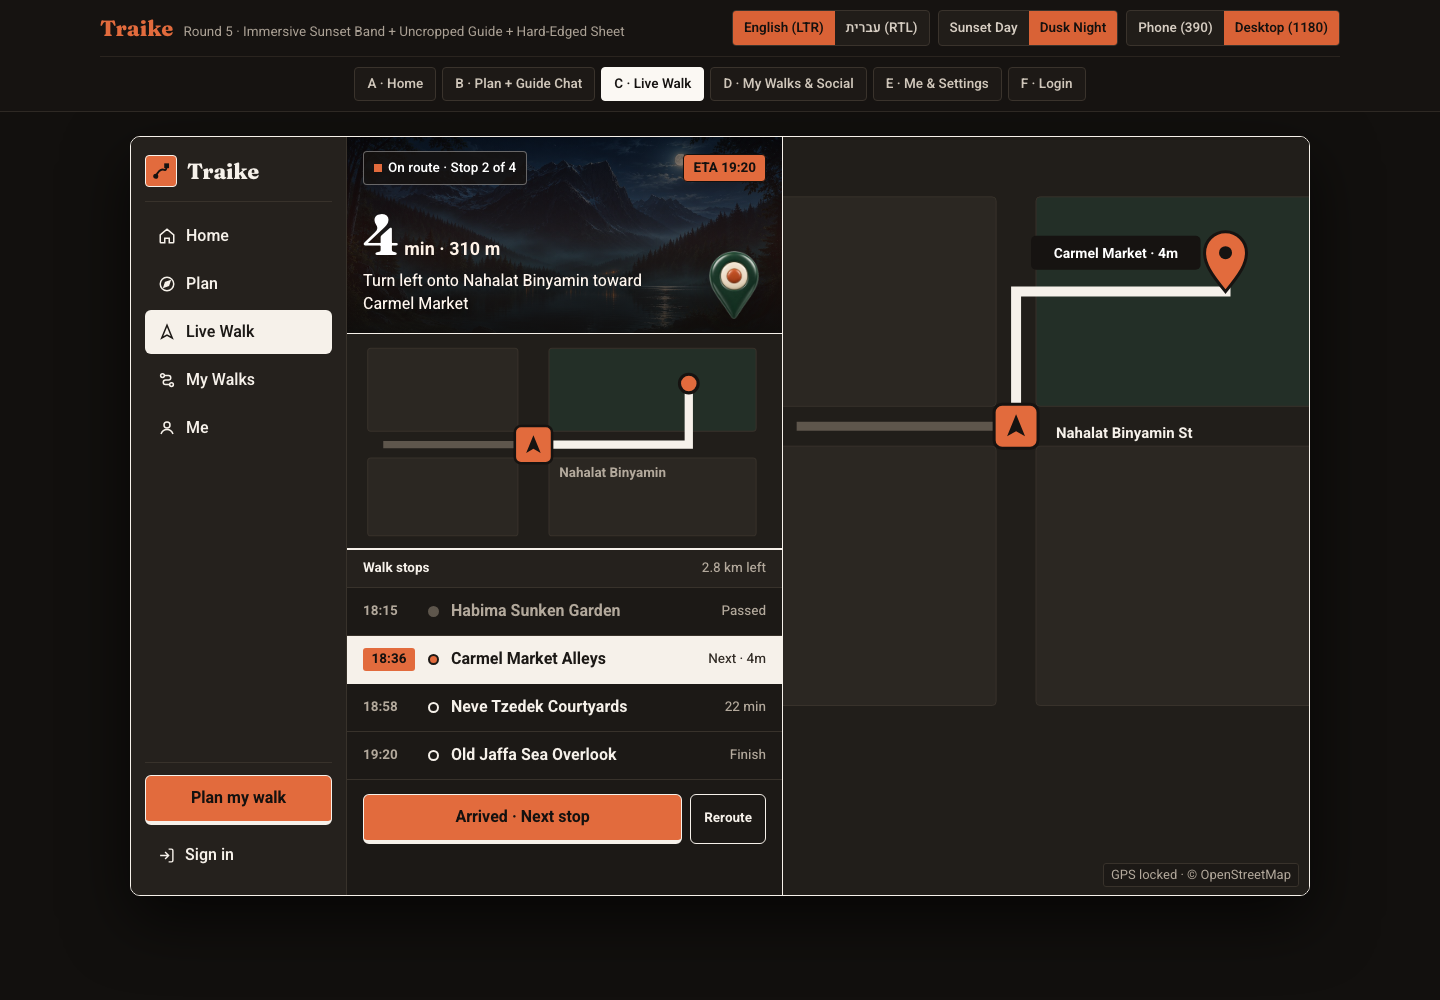 Traike Round 5 · Immersive Sunset Band + Uncropped Guide + Hard-Edged Sheet
English (LTR) עברית (RTL) Sunset Day Dusk Night Phone (390) Desktop (1180)
A · Home B · Plan + Guide Chat C · Live Walk D · My Walks & Social E · Me & Settings F · Login
Traike
Home
Plan
Live Walk
My Walks
Me
Plan my walk
Sign in
On route · Stop 2 of 4 ETA 19:20
4 min · 310 m
Turn left onto Nahalat Binyamin toward
Carmel Market
Nahalat Binyamin
Walk stops 2.8 km left
18:15 Habima Sunken Garden Passed
18:36 Carmel Market Alleys Next · 4m
18:58 Neve Tzedek Courtyards 22 min
19:20 Old Jaffa Sea Overlook Finish
Arrived · Next stop Reroute
Carmel Market · 4m
Nahalat Binyamin St
GPS locked · © OpenStreetMap